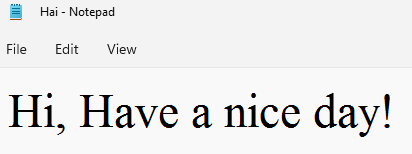 Hai - Notepad
File Edit View
Hi, Have a nice day!